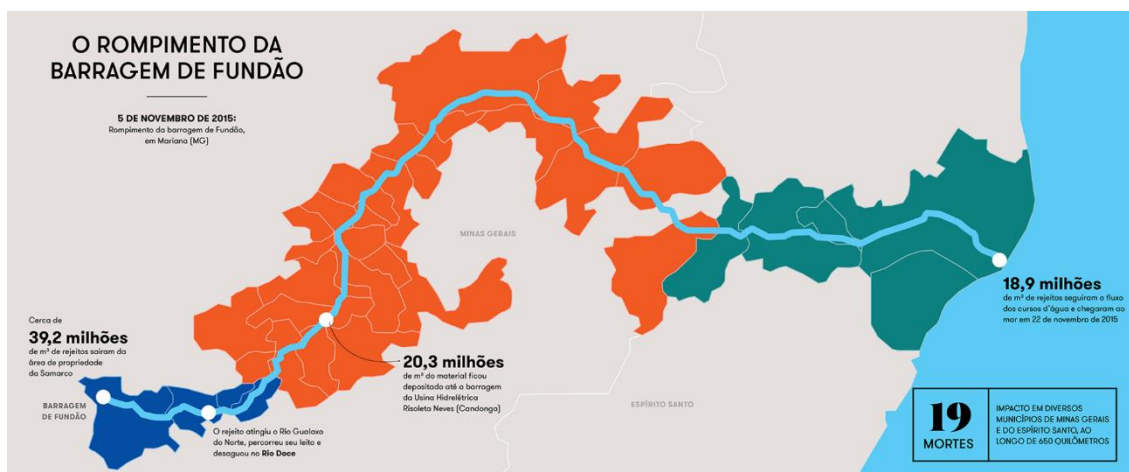 O ROMPIMENTO DA
BARRAGEM DE FUNDÃO
5 DE NOVEMBRO DE 2015:
Rompimento da barragem de Fundão,
em Mariana (MG)
MINAS GERAIS
Cerca de
39,2 milhões
de m³ de rejeitos saíram da
área de propriedade
da Samarco
BARRAGEM
DE FUNDÃO
O rejeito atingiu o Rio Gualaxo
do Norte, percorreu seu leito e
desaguou no Rio Doce
20,3 milhões
de m³ do material ficou
depositado até a barragem
da Usina Hidrelétrica
Risoleta Neves (Candonga)
18,9 milhões
de m³ de rejeitos seguiram o fluxo
dos cursos d'água e chegaram ao
mar em 22 de novembro de 2015
ESPÍRITO SANTO
19
MORTES
IMPACTO EM DIVERSOS
MUNICÍPIOS DE MINAS GERAIS
E DO ESPÍRITO SANTO, AO
LONGO DE 650 QUILÔMETROS